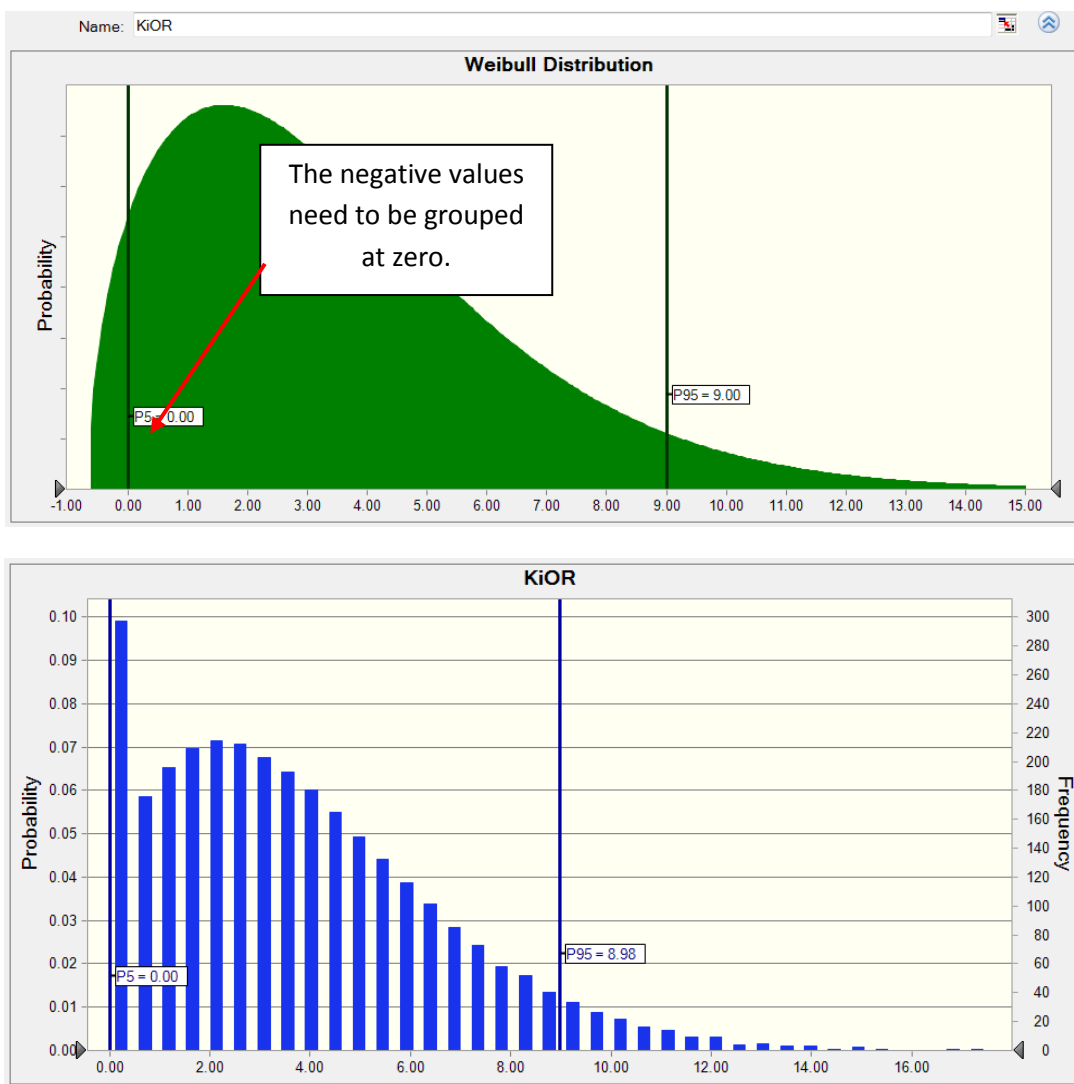 Name: KiOR
Weibull Distribution
The negative values
need to be grouped
at zero.
Probability
P5 = 0.00
P95 = 9.00
-1.00 0.00 1.00 2.00 3.00 4.00 5.00 6.00 7.00 8.00 9.00 10.00 11.00 12.00 13.00 14.00 15.00
KiOR
0.10 300
280
0.09 260
0.08 240
220
0.07 200
0.06 180
160
0.05 140
0.04 120
100
0.03 80
0.02 60
40
0.01 20
0.00 0
Probability
Frequency
P5 = 0.00
P95 = 8.98
0.00 2.00 4.00 6.00 8.00 10.00 12.00 14.00 16.00